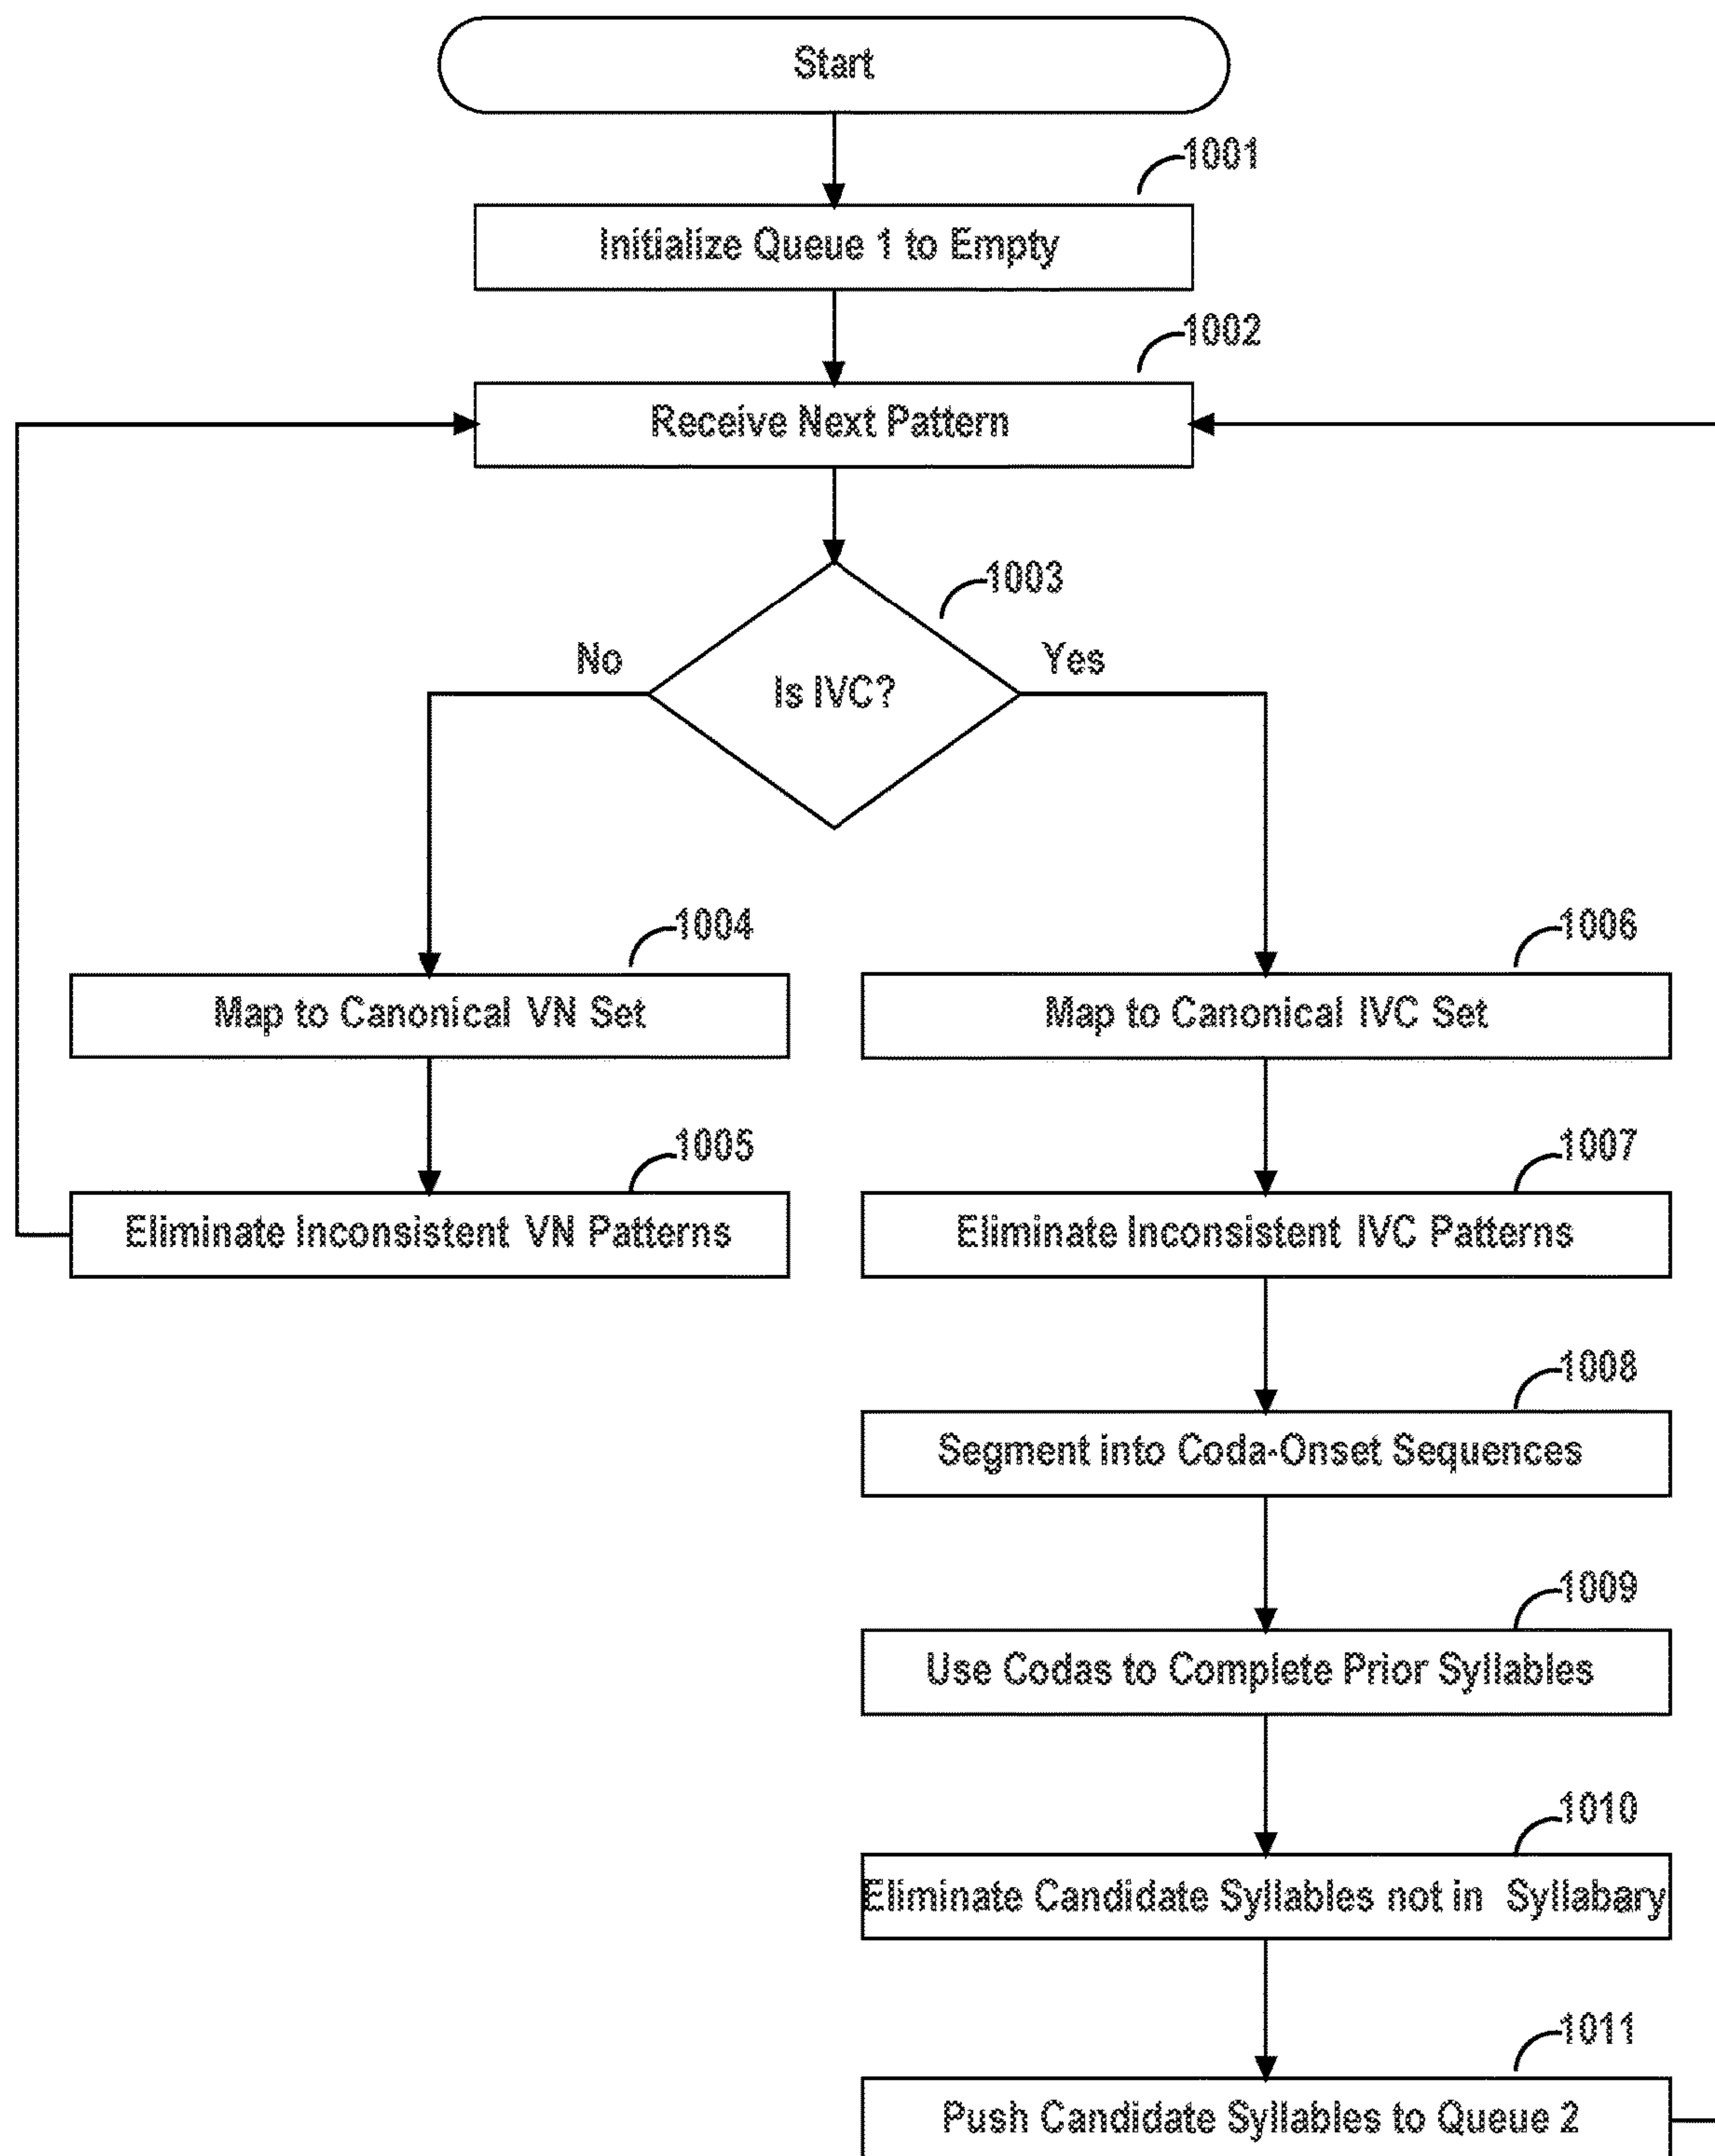 Start
1001
Initialize Queue 1 to Empty
1002
Receive Next Pattern
1003
No
Yes
Is IVC?
1004
1006
Map to Canonical VN Set
Map to Canonical IVC Set
1005
1007
Eliminate Inconsistent VN Patterns
Eliminate Inconsistent IVC Patterns
1008
Segment into Coda-Onset Sequences
1009
Use Codas to Complete Prior Syllables
1010
Eliminate Candidate Syllables not in Syllabary
1011
Push Candidate Syllables to Queue 2